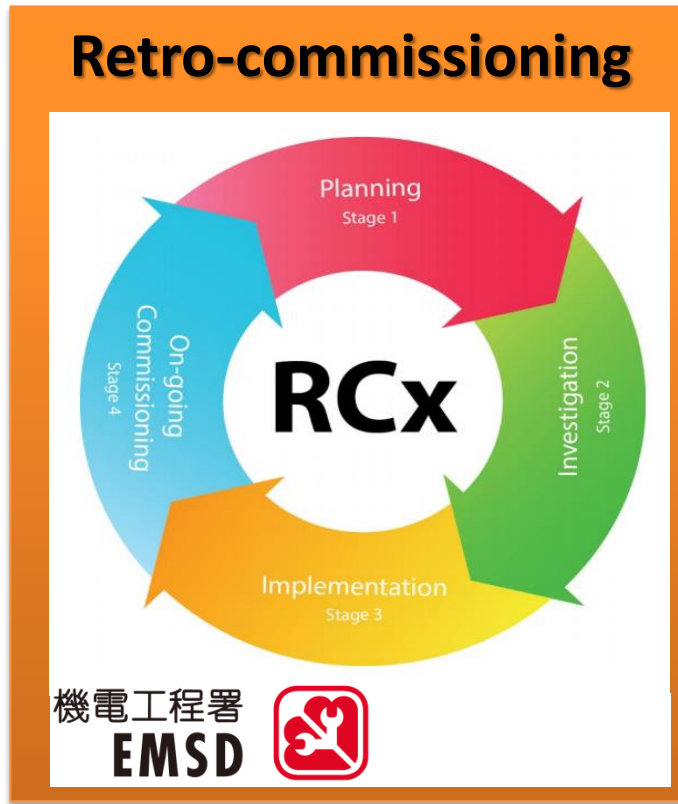 Retro-commissioning
Planning
Stage 1
Investigation
Stage 2
Implementation
Stage 3
On-going
Commissioning
Stage 4
RCx
機電工程署
EMSD